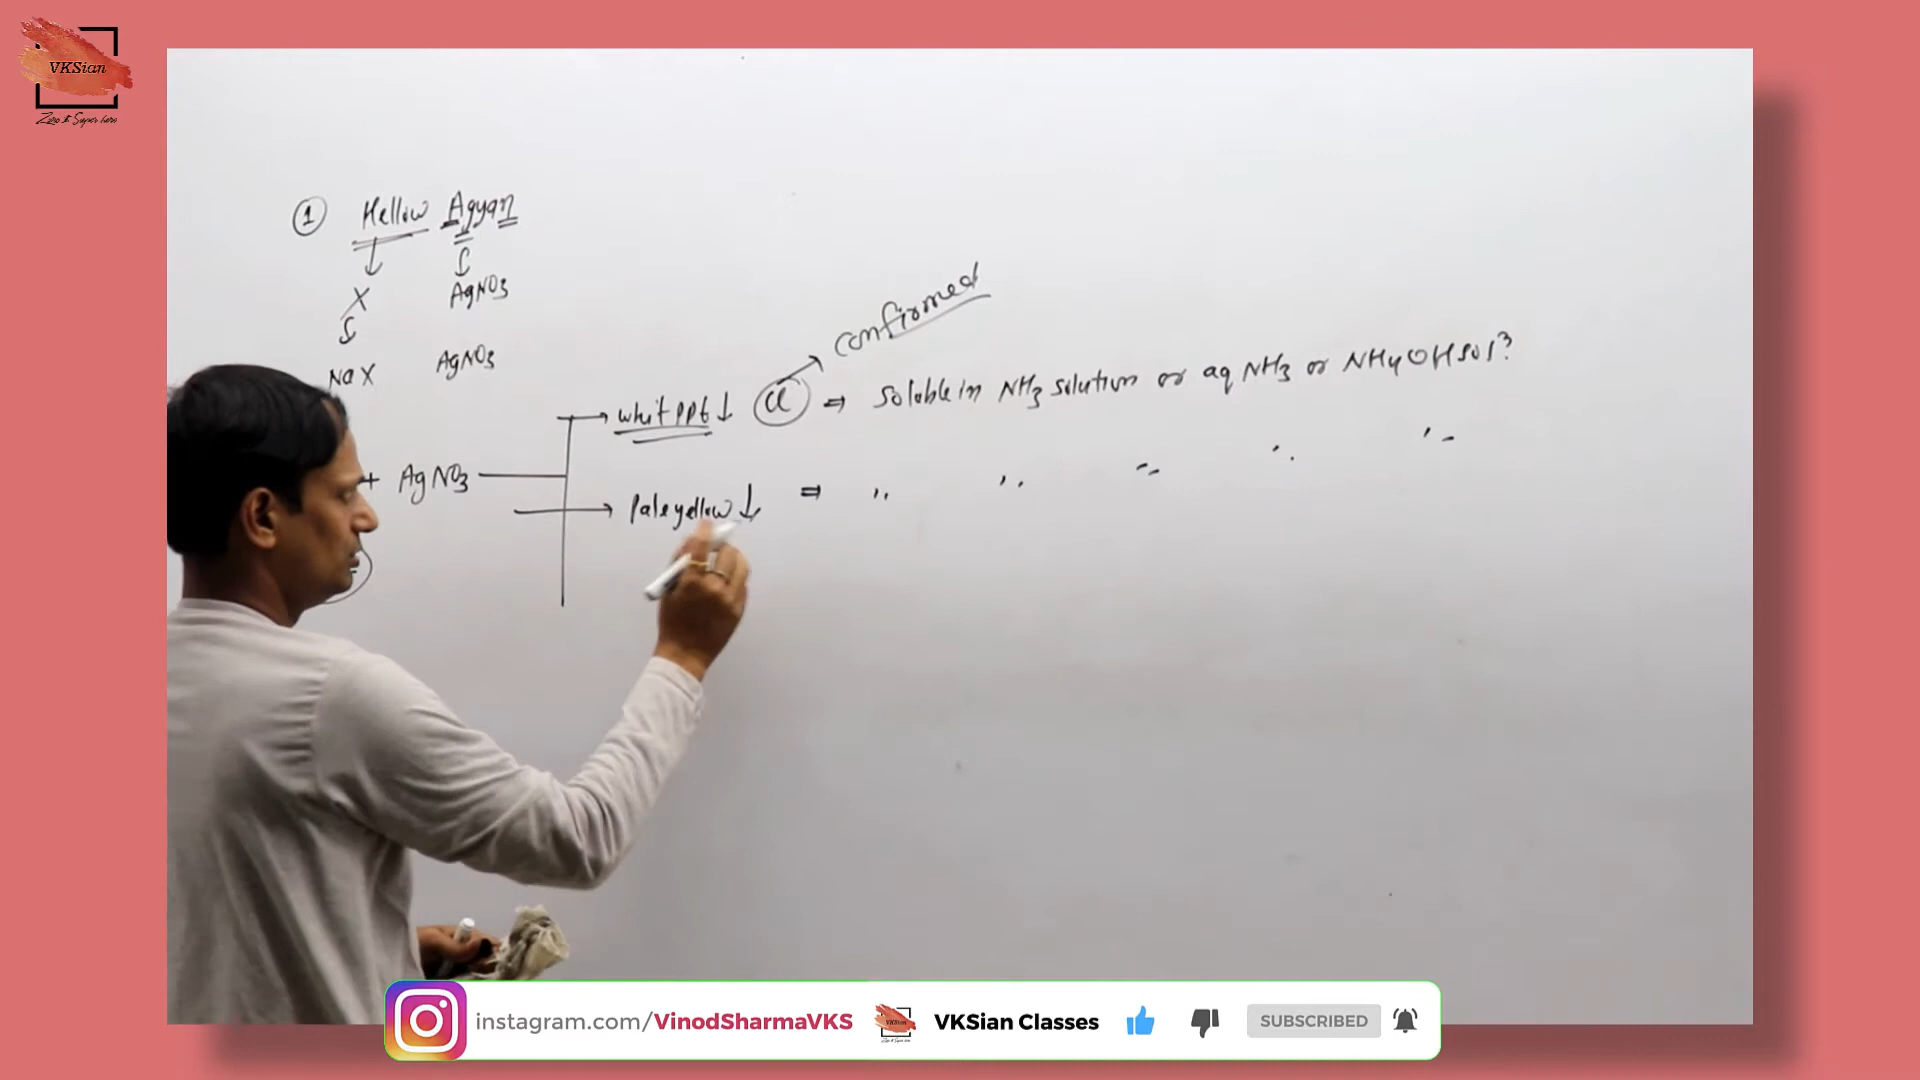 VKSian
Zero to Super hero
① Hellow Agyan
X AgNO3
NaX AgNO3
confirmed
whit PPt ↓ Cl ⇒ Soluble in NH3 solution or aq NH3 or NH4OH sol?
+ AgNO3
Pale yellow ↓ ⇒ ,, ,, ,, ,, ,,
instagram.com/VinodSharmaVKS VKSian Classes SUBSCRIBED